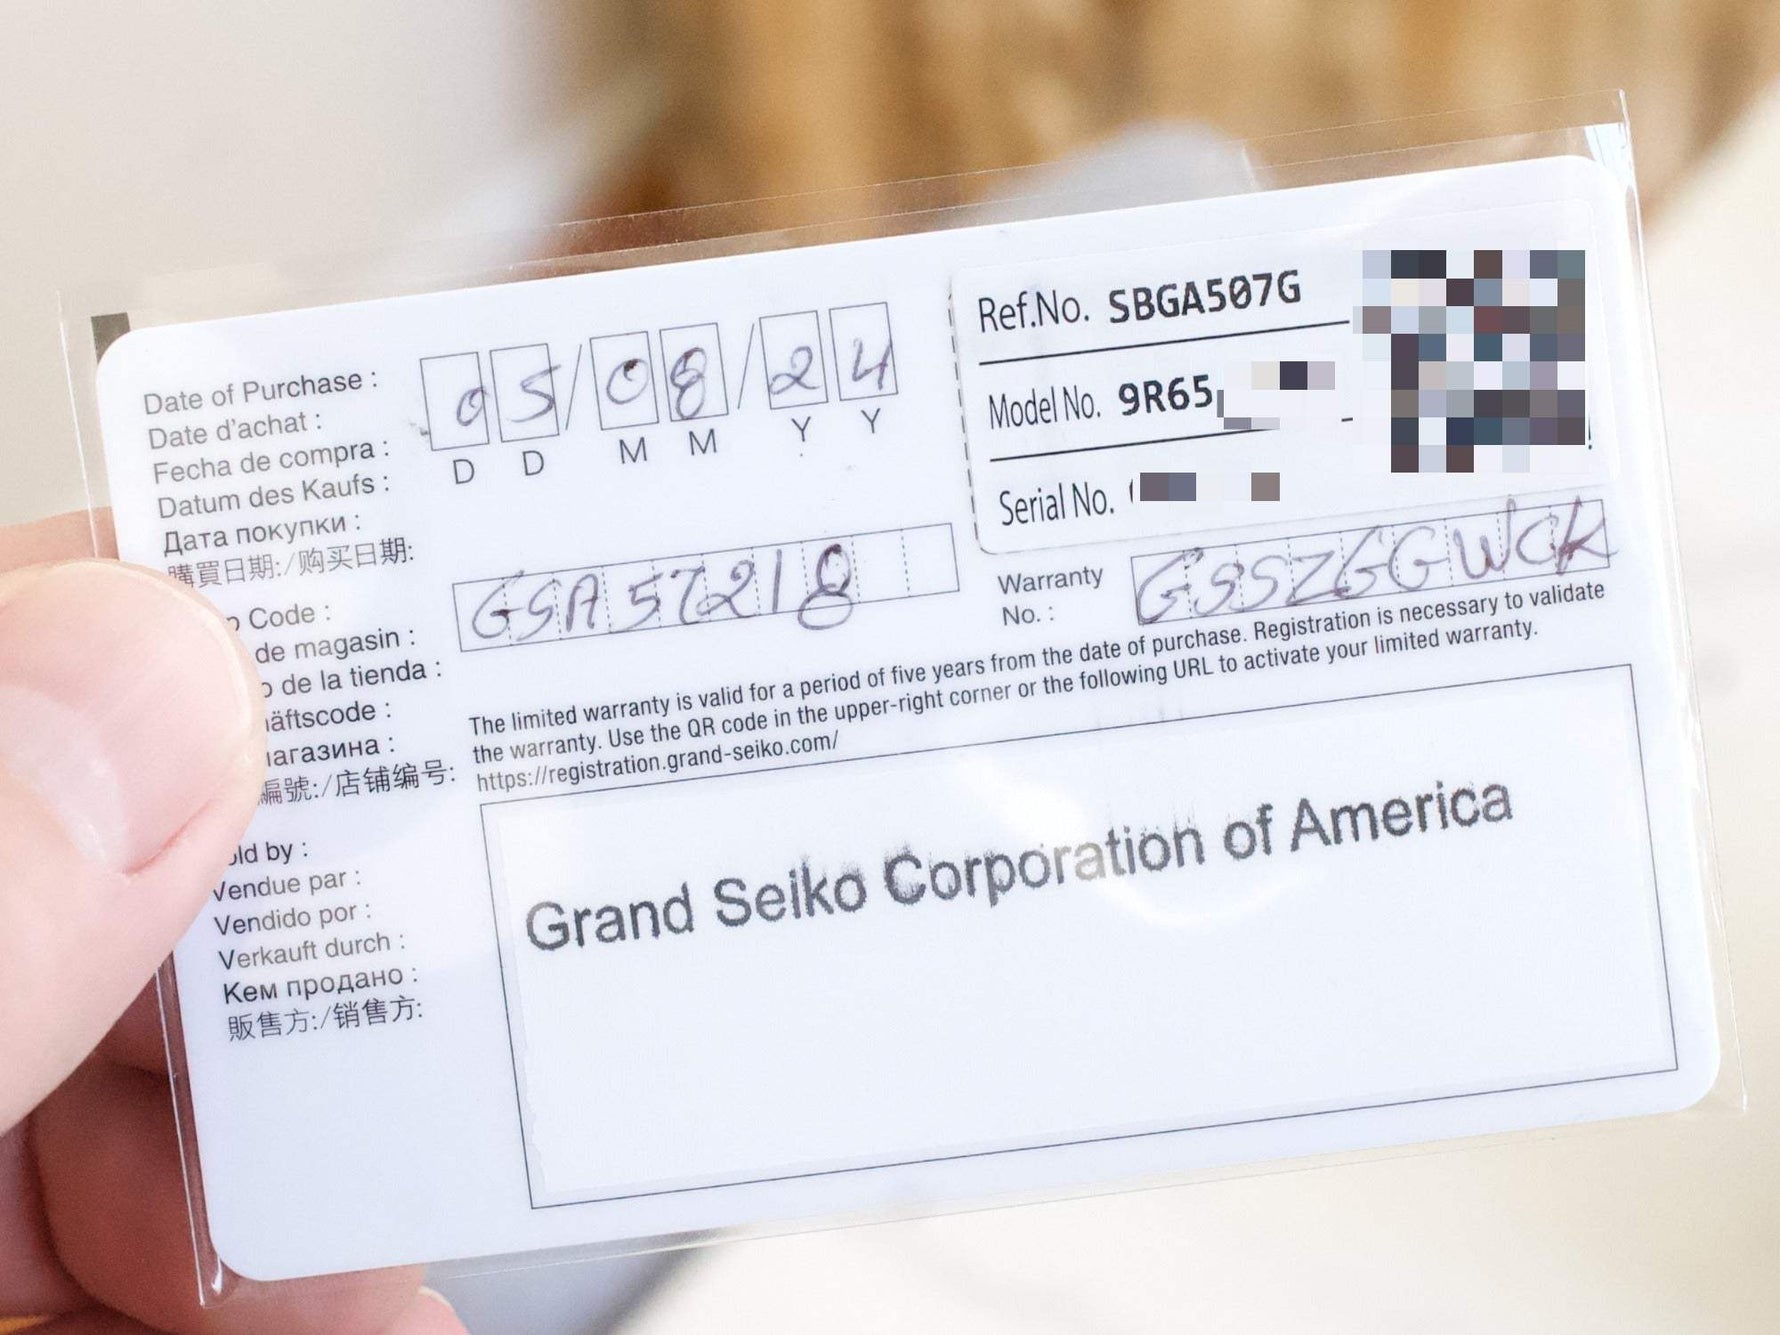 Date of Purchase :
Date d'achat :
Fecha de compra :
Datum des Kaufs :
Дата покупки :
購買日期:/购买日期:
05/08/24
D D M M Y Y
Ref.No. SBGA507G
Model No. 9R65
Serial No.
Code :
de magasin :
de la tienda :
äftscode :
агазина :
編號:/店铺编号:
GSA57218
Warranty
No. :
GSSZGGWCK
The limited warranty is valid for a period of five years from the date of purchase. Registration is necessary to validate
the warranty. Use the QR code in the upper-right corner or the following URL to activate your limited warranty.
https://registration.grand-seiko.com/
old by :
Vendue par :
Vendido por :
Verkauft durch :
Кем продано :
販售方:/销售方:
Grand Seiko Corporation of America